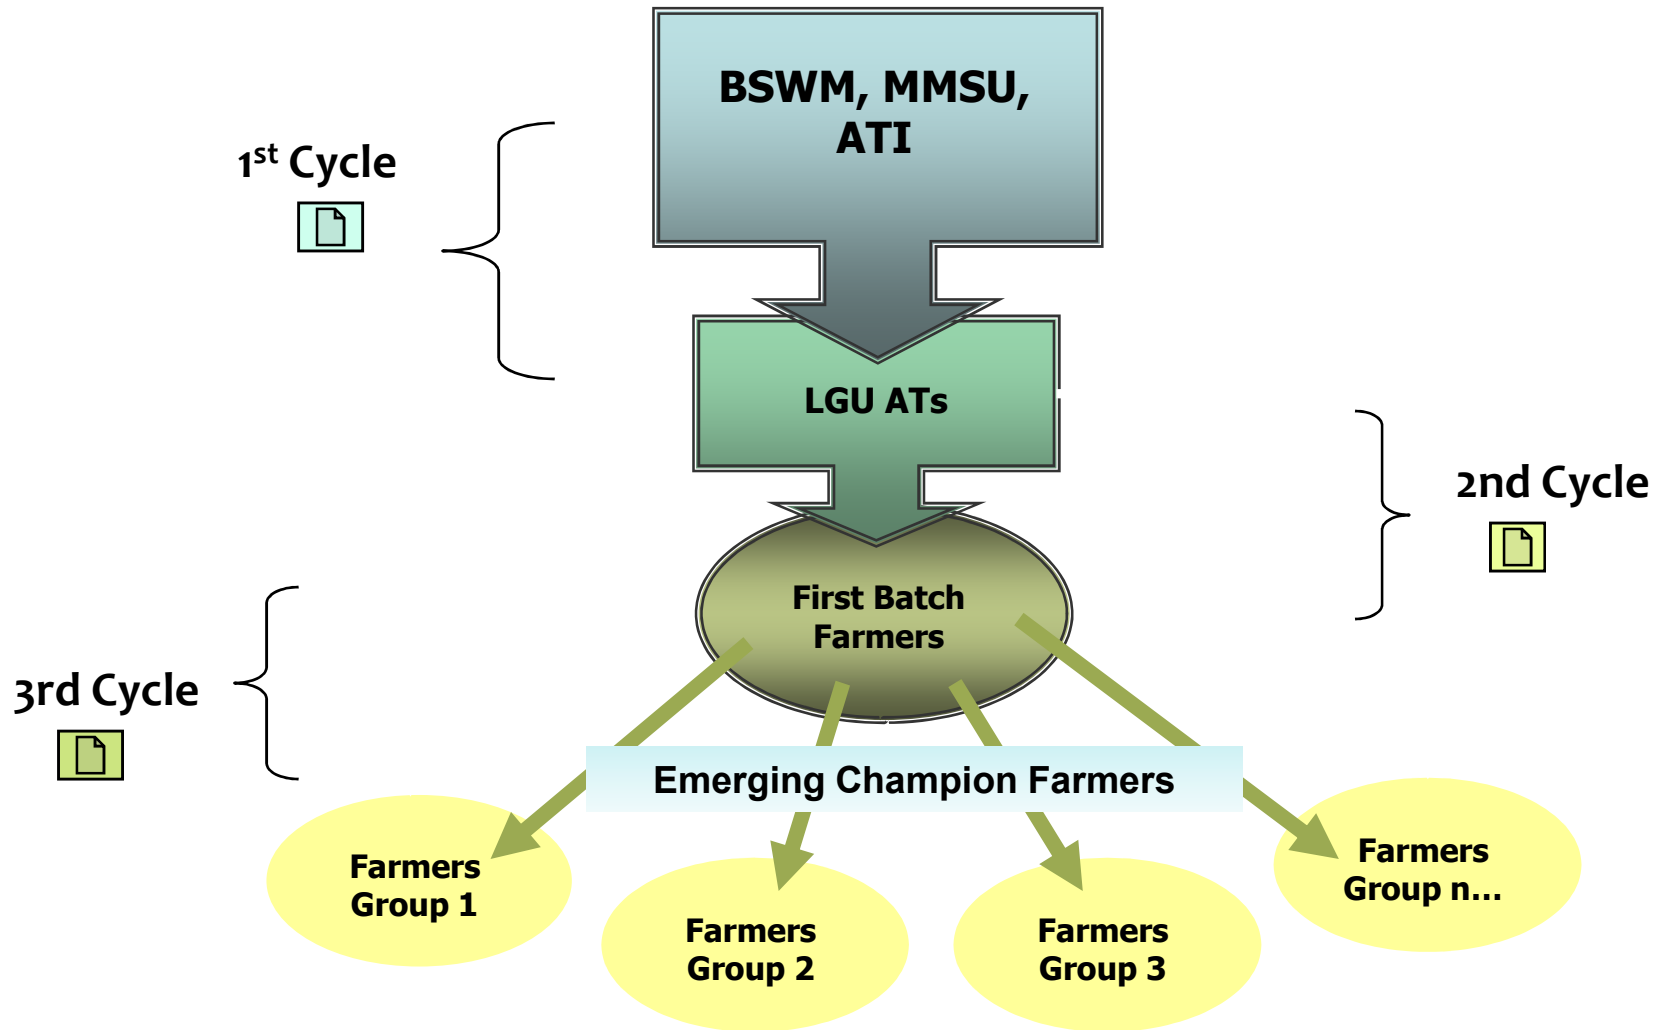 BSWM, MMSU,
ATI
1st Cycle
LGU ATs
2nd Cycle
First Batch
Farmers
3rd Cycle
Emerging Champion Farmers
Farmers
Group 1
Farmers
Group 2
Farmers
Group 3
Farmers
Group n...